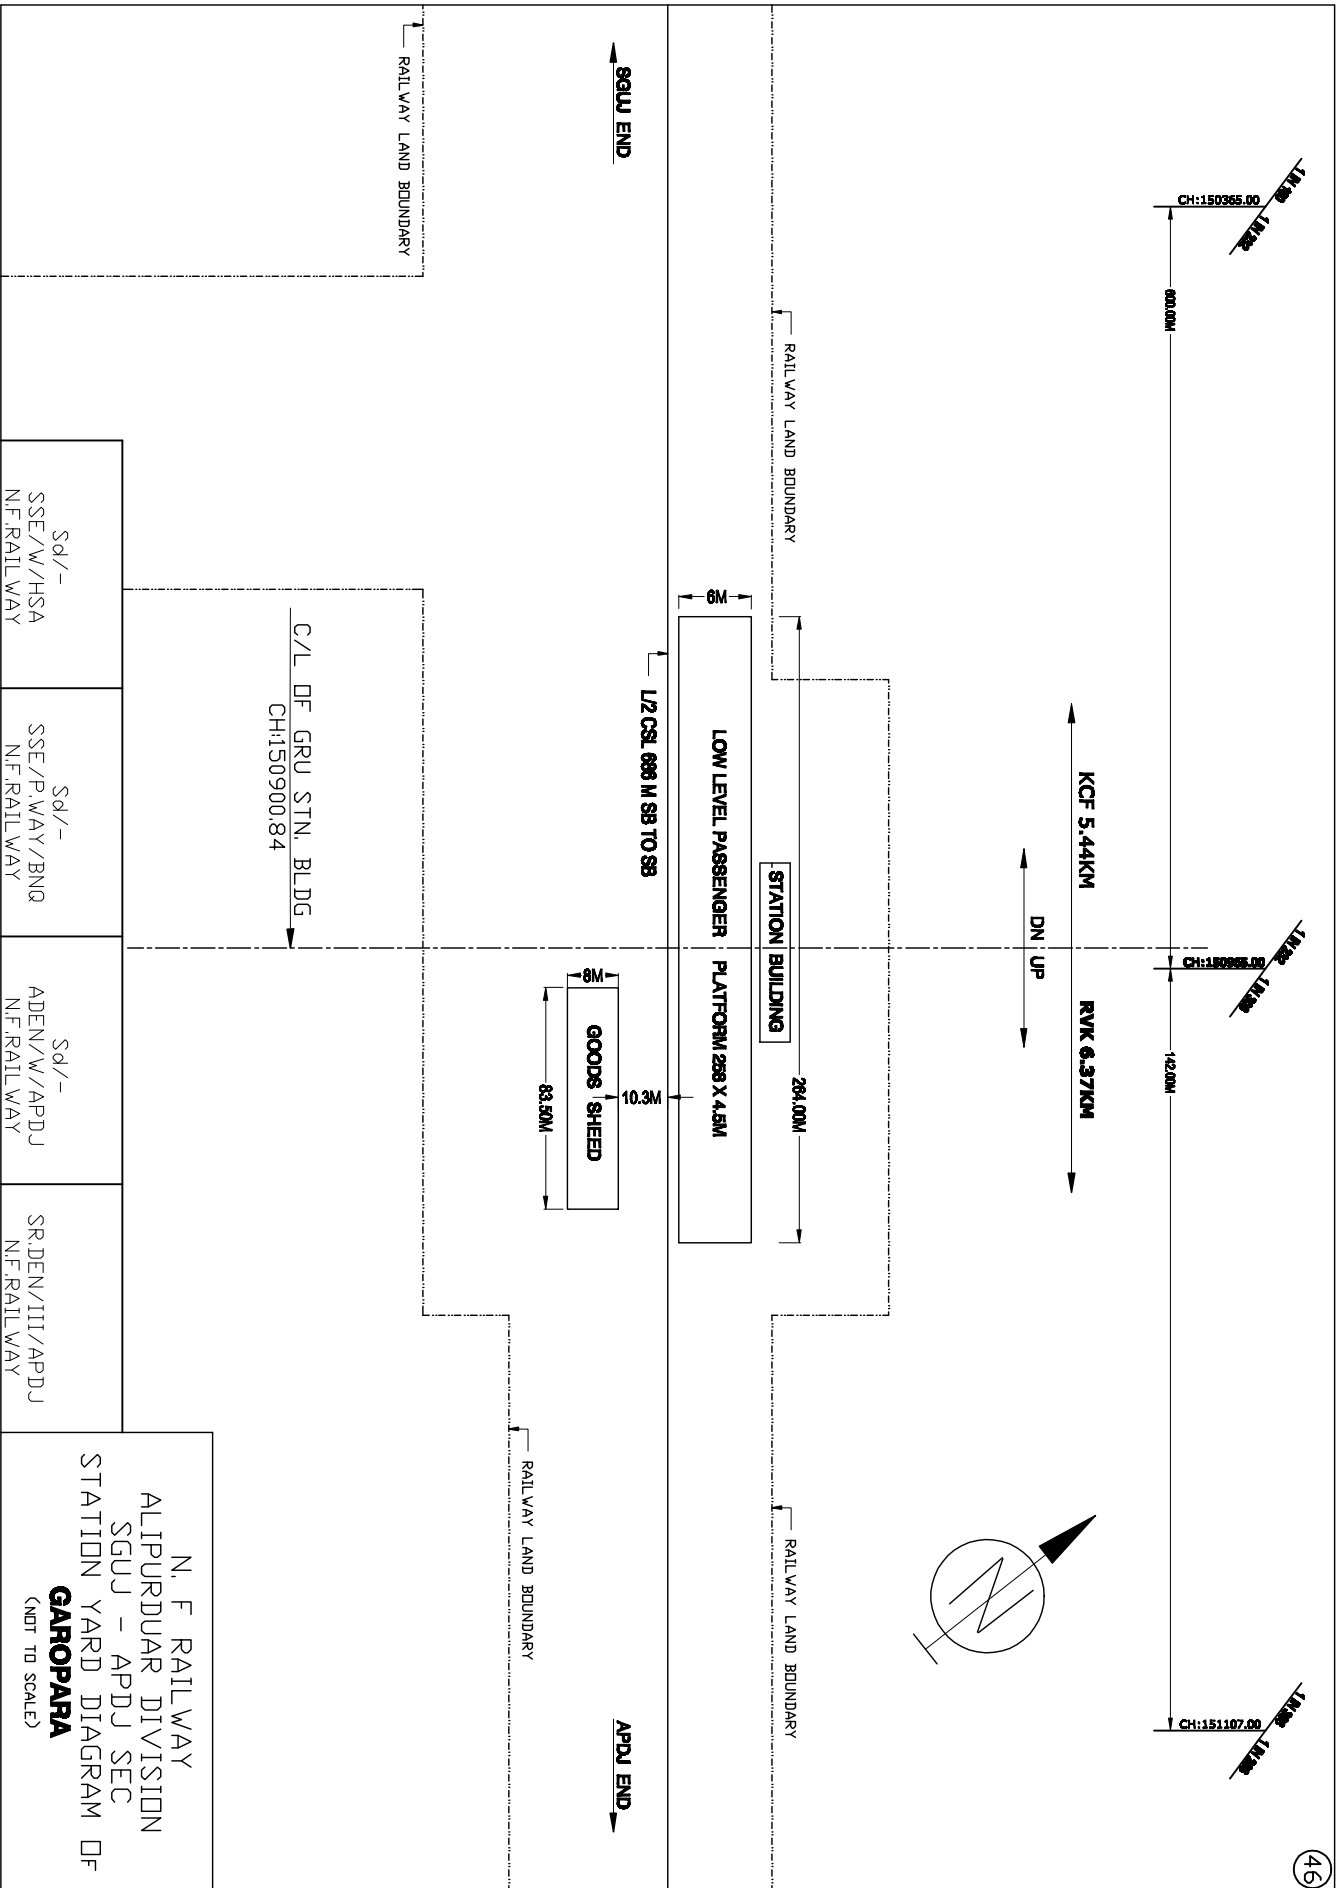 46
CH:150365.00
CH:150965.00
CH:151107.00
600.00M
142.00M
KCF 5.44KM
RVK 6.37KM
DN UP
RAILWAY LAND BOUNDARY
RAILWAY LAND BOUNDARY
264.00M
STATION BUILDING
6M
LOW LEVEL PASSENGER PLATFORM 258 X 4.5M
L/2 CSL 686 M SB TO SB
10.3M
SGUJ END
APDJ END
8M
GOODS SHEED
83.50M
RAILWAY LAND BOUNDARY
RAILWAY LAND BOUNDARY
C/L OF GRU STN. BLDG
CH:150900.84
N
Sd/-
SSE/W/HSA
N.F.RAILWAY
Sd/-
SSE/P.WAY/BNQ
N.F.RAILWAY
Sd/-
ADEN/W/APDJ
N.F.RAILWAY
SR.DEN/III/APDJ
N.F.RAILWAY
N. F RAILWAY
ALIPURDUAR DIVISION
SGUJ - APDJ SEC
STATION YARD DIAGRAM OF
GAROPARA
(NOT TO SCALE)